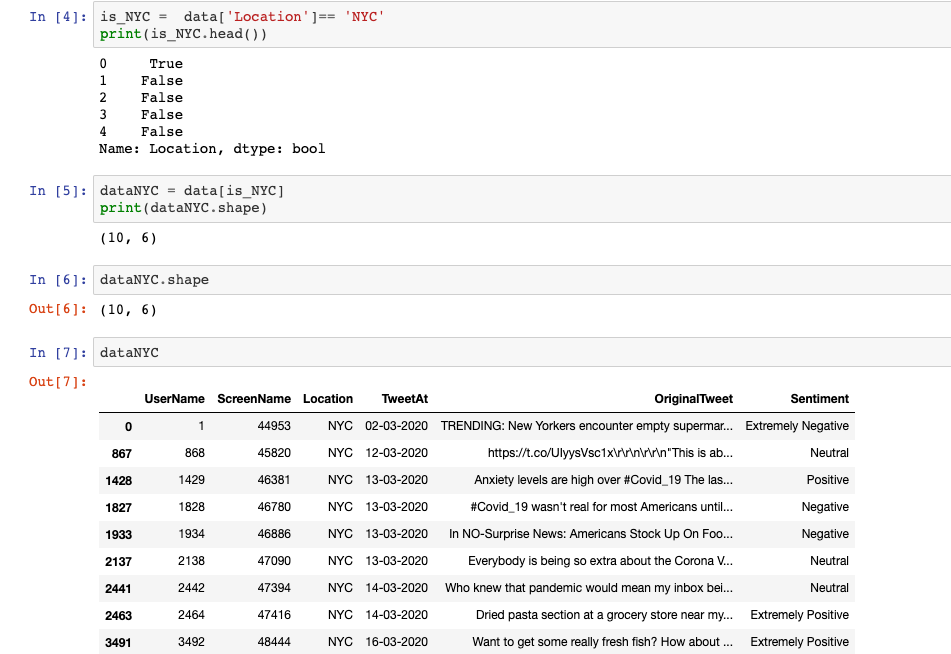 In [4]: is_NYC =  data['Location']== 'NYC'
print(is_NYC.head())
0     True
1    False
2    False
3    False
4    False
Name: Location, dtype: bool
In [5]: dataNYC = data[is_NYC]
print(dataNYC.shape)
(10, 6)
In [6]: dataNYC.shape
Out[6]: (10, 6)
In [7]: dataNYC
Out[7]:
UserName ScreenName Location TweetAt OriginalTweet Sentiment
0 1 44953 NYC 02-03-2020 TRENDING: New Yorkers encounter empty supermar... Extremely Negative
867 868 45820 NYC 12-03-2020 https://t.co/UIyysVsc1x\r\r\n\r\r\n"This is ab... Neutral
1428 1429 46381 NYC 13-03-2020 Anxiety levels are high over #Covid_19 The las... Positive
1827 1828 46780 NYC 13-03-2020 #Covid_19 wasn't real for most Americans until... Negative
1933 1934 46886 NYC 13-03-2020 In NO-Surprise News: Americans Stock Up On Foo... Negative
2137 2138 47090 NYC 13-03-2020 Everybody is being so extra about the Corona V... Neutral
2441 2442 47394 NYC 14-03-2020 Who knew that pandemic would mean my inbox bei... Neutral
2463 2464 47416 NYC 14-03-2020 Dried pasta section at a grocery store near my... Extremely Positive
3491 3492 48444 NYC 16-03-2020 Want to get some really fresh fish? How about ... Extremely Positive